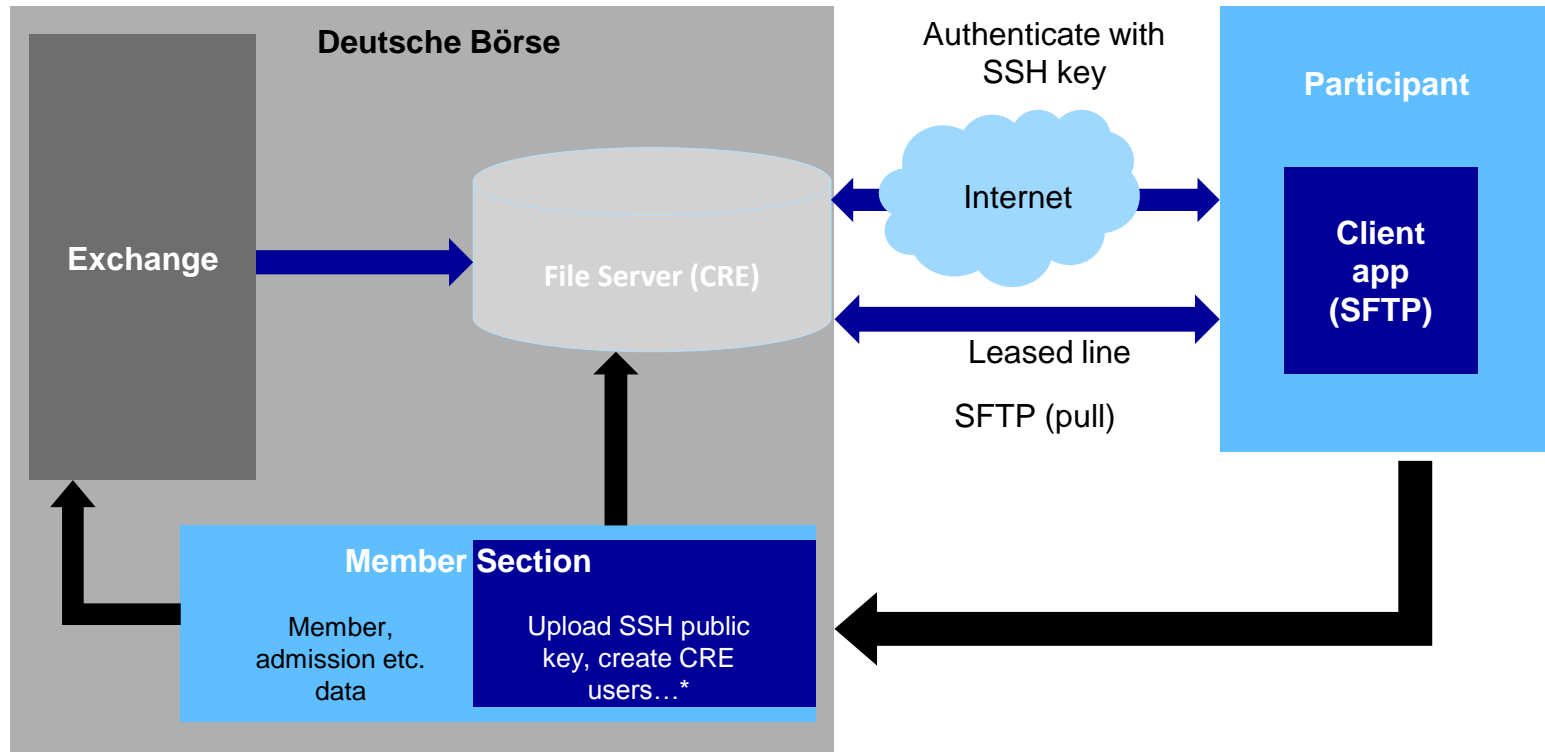 Deutsche Börse
Exchange
File Server (CRE)
Authenticate with
SSH key
Internet
Leased line
SFTP (pull)
Participant
Client
app
(SFTP)
Member Section
Member,
admission etc.
data
Upload SSH public
key, create CRE
users…*